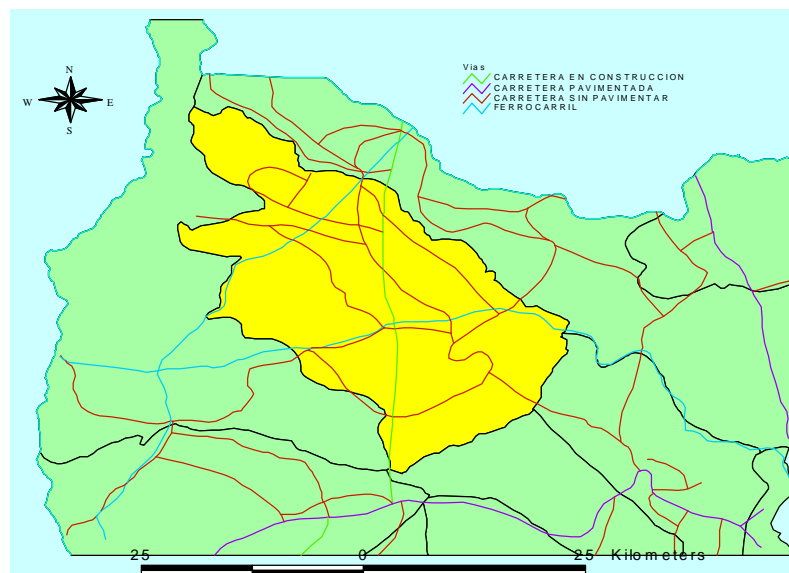 N
W E
S
Vias
CARRETERA EN CONSTRUCCION
CARRETERA PAVIMENTADA
CARRETERA SIN PAVIMENTAR
FERROCARRIL
25 0 25 Kilometers